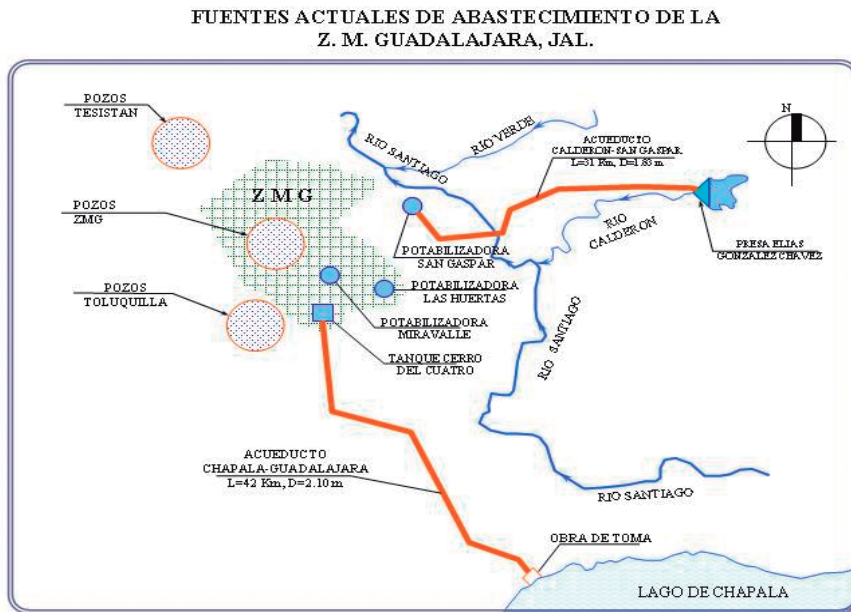 FUENTES ACTUALES DE ABASTECIMIENTO DE LA
Z. M. GUADALAJARA, JAL.
POZOS
TESISTAN
RIO SANTIAGO
RIO VERDE
ACUEDUCTO
CALDERON-SAN GASPAR
L=31 Km, D=1.83 m
N
Z M G
POZOS
ZMG
RIO
CALDERON
PRESA ELIAS
GONZALEZ CHAVEZ
POTABILIZADORA
SAN GASPAR
POZOS
TOLUQUILLA
POTABILIZADORA
LAS HUERTAS
POTABILIZADORA
MIRAVALLE
TANQUE CERRO
DEL CUATRO
RIO SANTIAGO
ACUEDUCTO
CHAPALA-GUADALAJARA
L=42 Km, D=2.10 m
RIO SANTIAGO
OBRA DE TOMA
LAGO DE CHAPALA